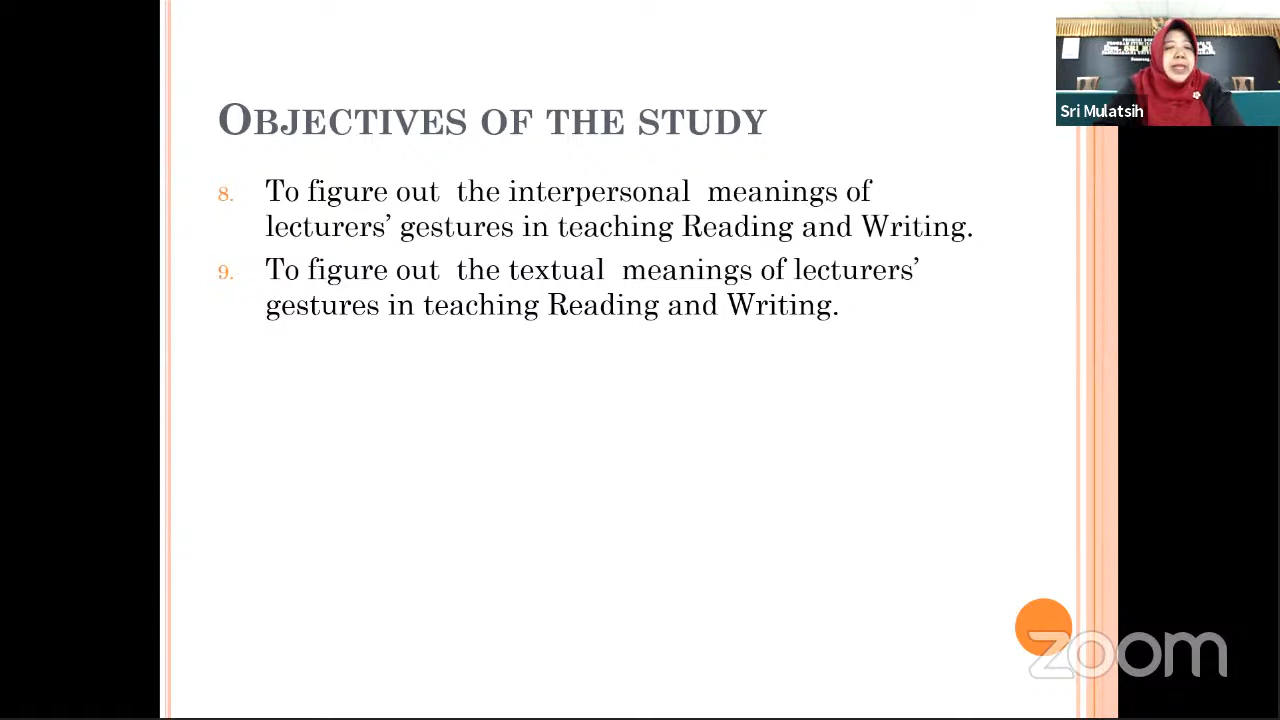 OBJECTIVES OF THE STUDY
8. To figure out the interpersonal meanings of
lecturers’ gestures in teaching Reading and Writing.
9. To figure out the textual meanings of lecturers’
gestures in teaching Reading and Writing.
Sri Mulatsih
zoom